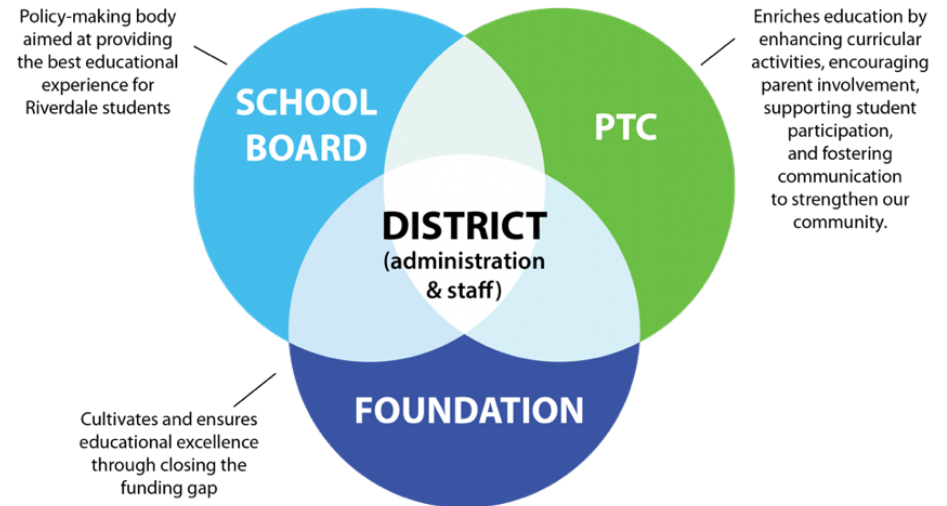 Policy-making body
aimed at providing
the best educational
experience for
Riverdale students
SCHOOL
BOARD
PTC
Enriches education by
enhancing curricular
activities, encouraging
parent involvement,
supporting student
participation,
and fostering
communication
to strengthen our
community.
DISTRICT
(administration
& staff)
FOUNDATION
Cultivates and ensures
educational excellence
through closing the
funding gap